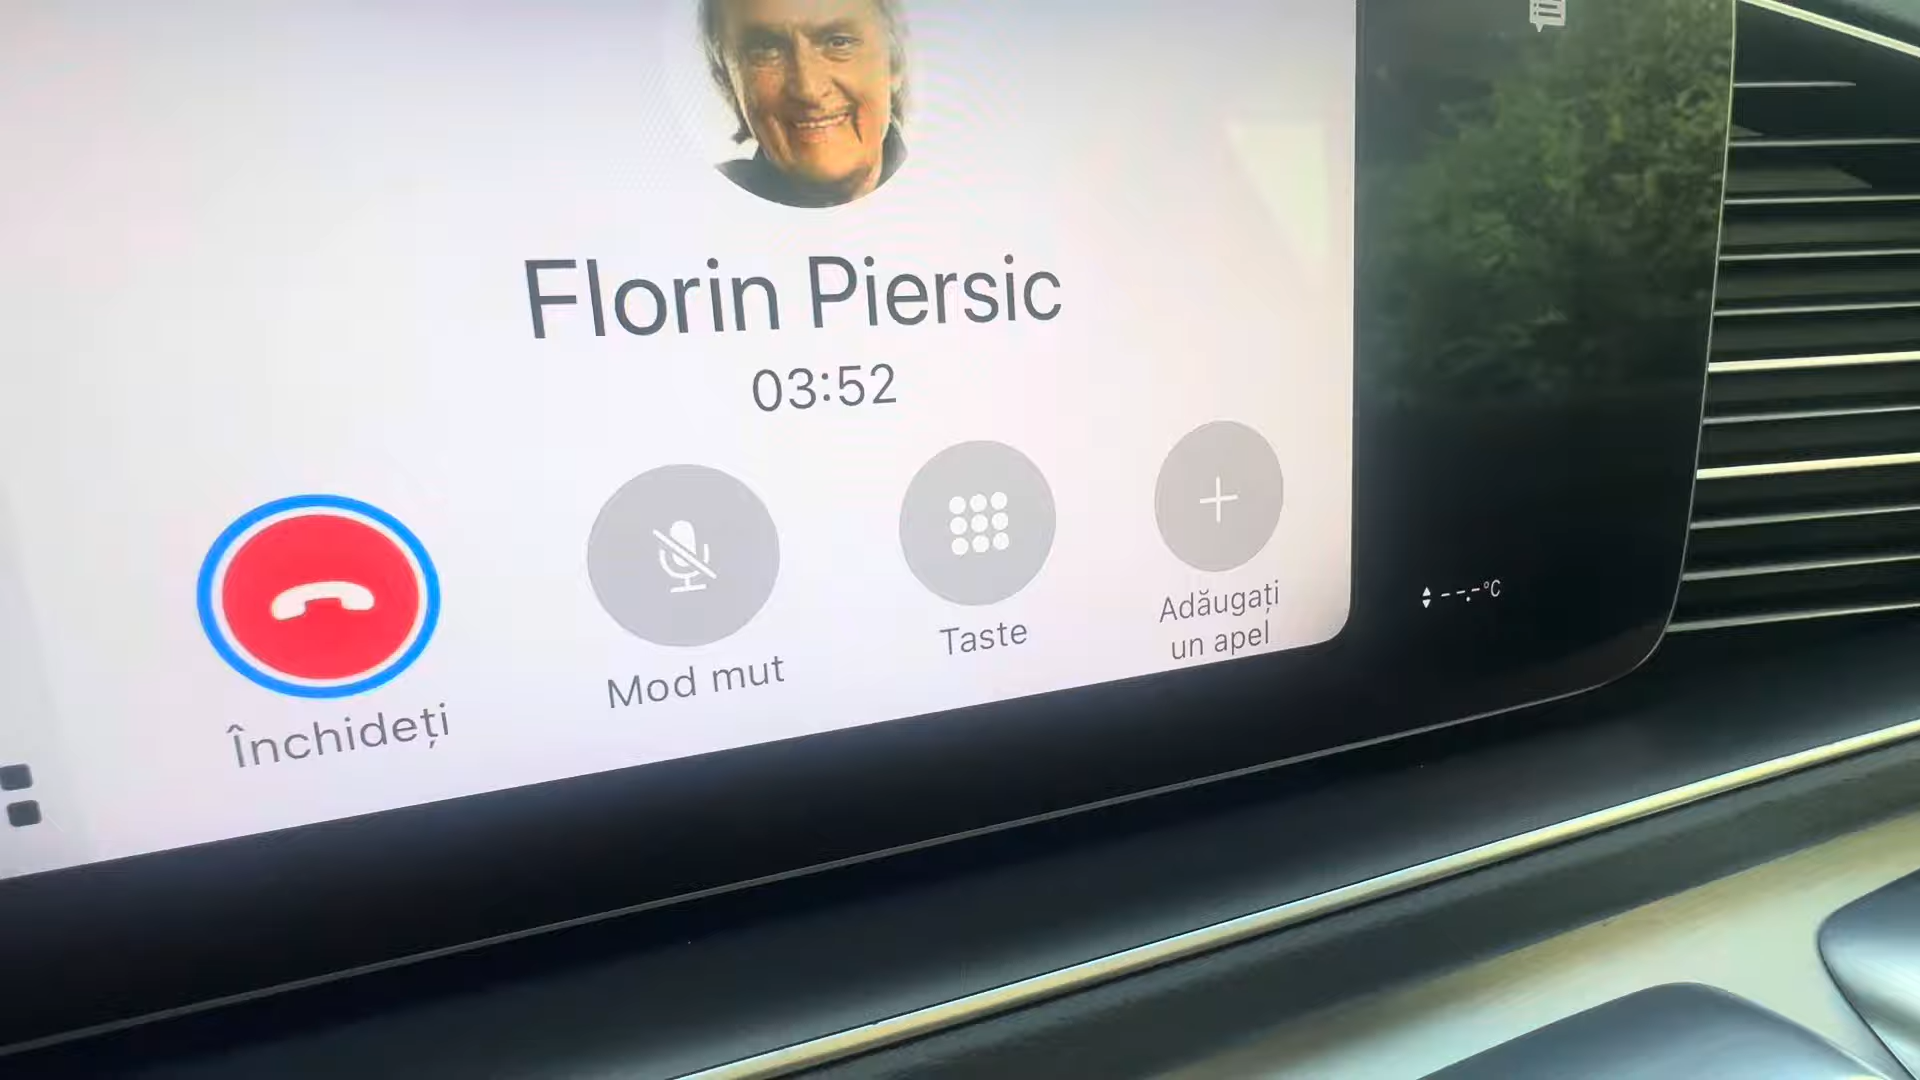 Florin Piersic
03:52
Închideți
Mod mut
Taste
Adăugați
un apel
--.-°C